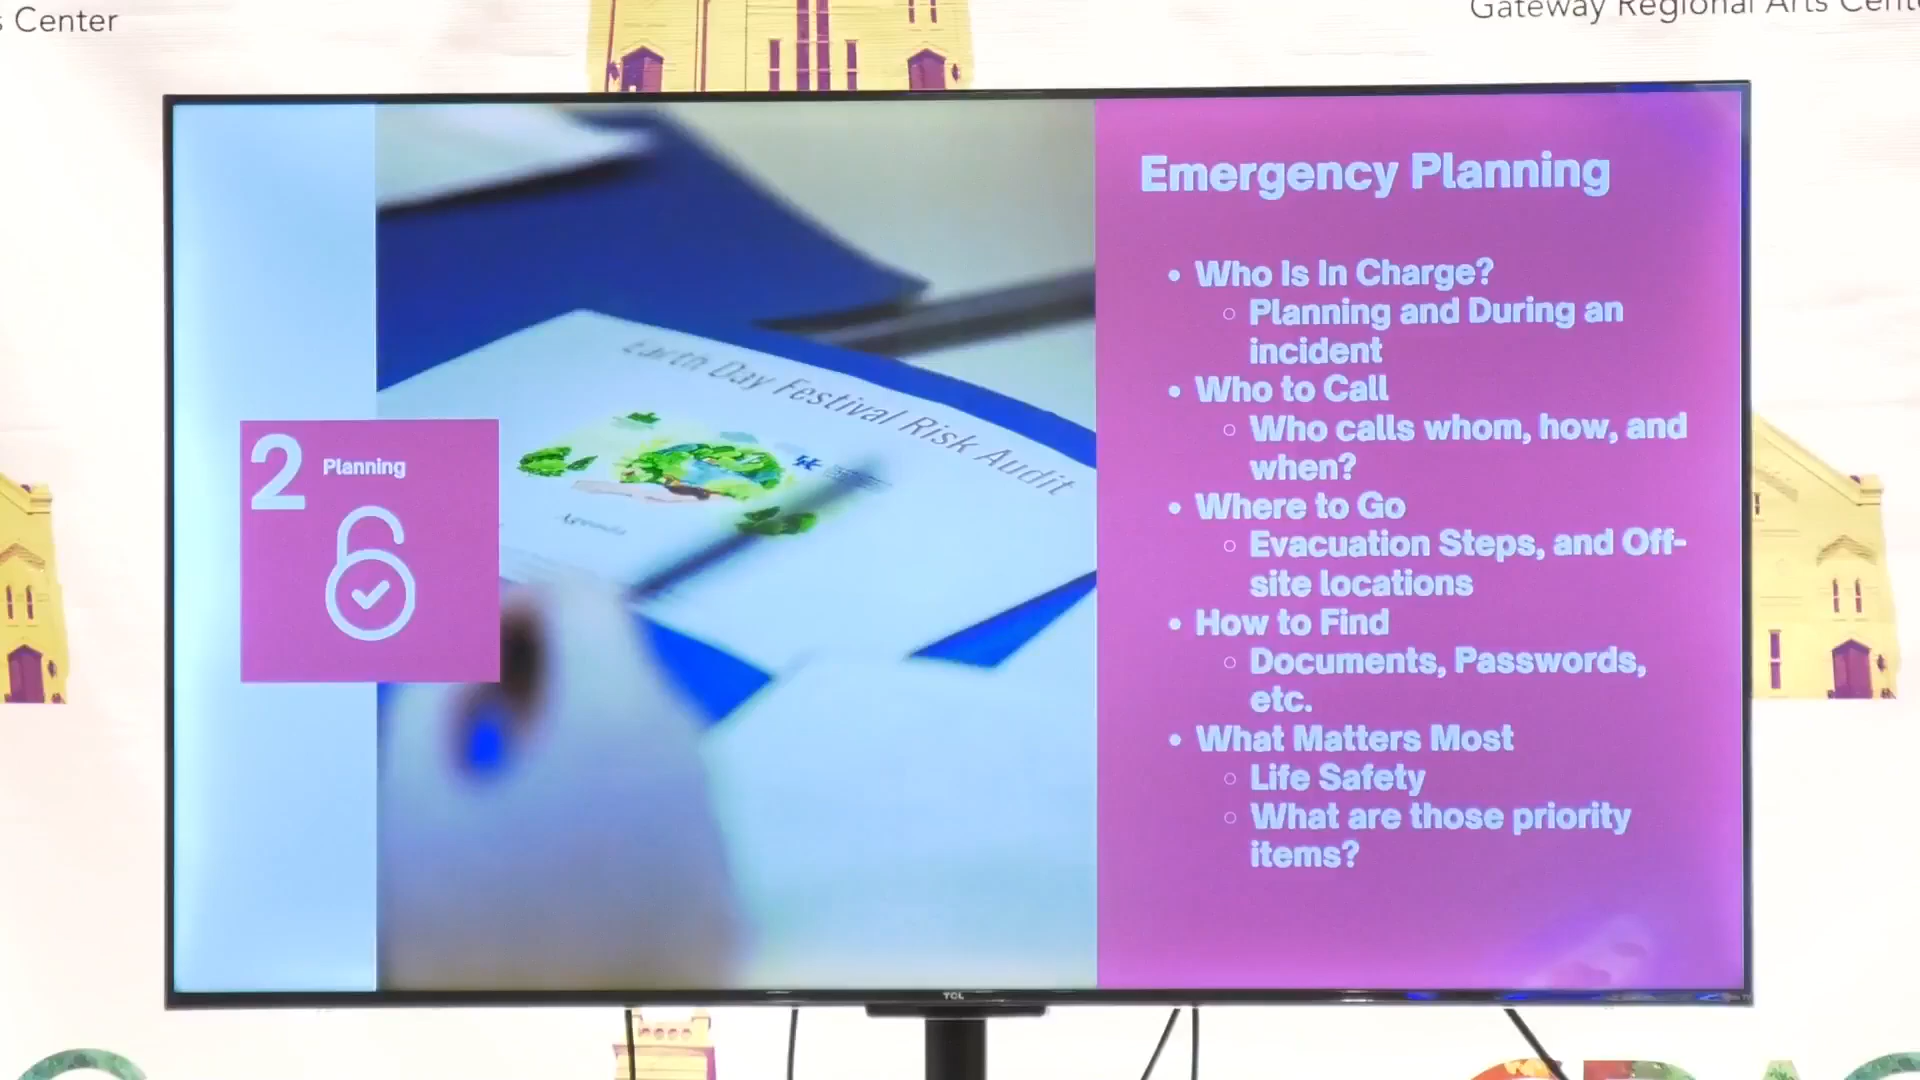 s Center
Gateway Regional Arts Cent
Emergency Planning
• Who Is In Charge?
○ Planning and During an
incident
• Who to Call
○ Who calls whom, how, and
when?
• Where to Go
○ Evacuation Steps, and Off-
site locations
• How to Find
○ Documents, Passwords,
etc.
• What Matters Most
○ Life Safety
○ What are those priority
items?
2 Planning
Earth Day Festival Risk Audit
Agenda
TCL
GRAC